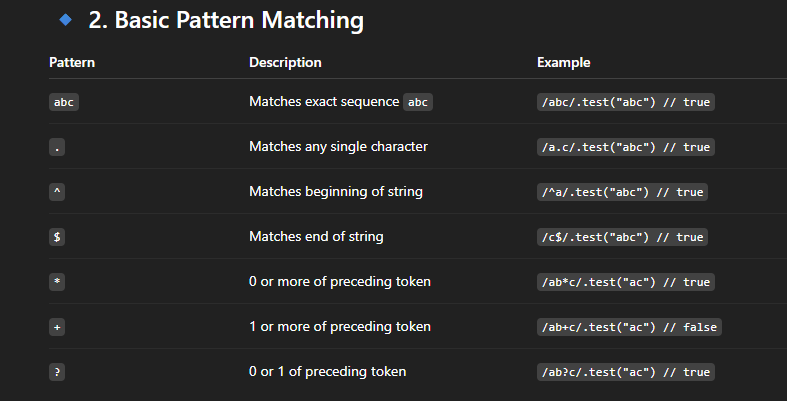 2. Basic Pattern Matching
Pattern Description Example
abc Matches exact sequence abc /abc/.test("abc") // true
. Matches any single character /a.c/.test("abc") // true
^ Matches beginning of string /^a/.test("abc") // true
$ Matches end of string /c$/.test("abc") // true
* 0 or more of preceding token /ab*c/.test("ac") // true
+ 1 or more of preceding token /ab+c/.test("ac") // false
? 0 or 1 of preceding token /ab?c/.test("ac") // true